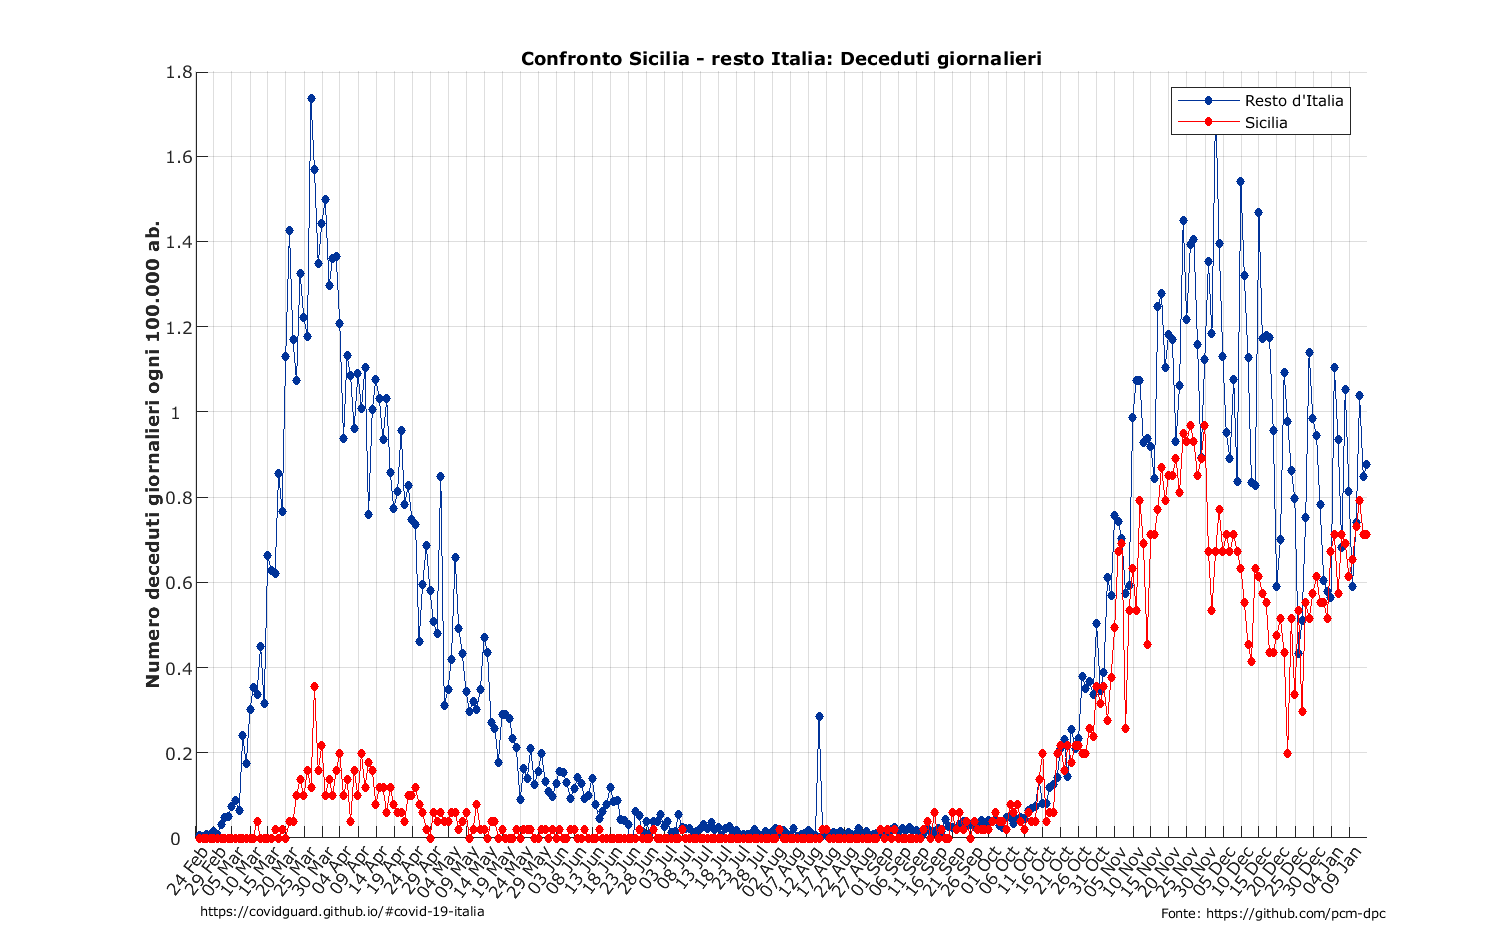 Confronto Sicilia - resto Italia: Deceduti giornalieri
Numero deceduti giornalieri ogni 100.000 ab.
1.8
1.6
1.4
1.2
1
0.8
0.6
0.4
0.2
0
Resto d'Italia
Sicilia
24 Feb
29 Feb
05 Mar
10 Mar
15 Mar
20 Mar
25 Mar
30 Mar
04 Apr
09 Apr
14 Apr
19 Apr
24 Apr
29 Apr
04 May
09 May
14 May
19 May
24 May
29 May
03 Jun
08 Jun
13 Jun
18 Jun
23 Jun
28 Jun
03 Jul
08 Jul
13 Jul
18 Jul
23 Jul
28 Jul
02 Aug
07 Aug
12 Aug
17 Aug
22 Aug
27 Aug
01 Sep
06 Sep
11 Sep
16 Sep
21 Sep
26 Sep
01 Oct
06 Oct
11 Oct
16 Oct
21 Oct
26 Oct
31 Oct
05 Nov
10 Nov
15 Nov
20 Nov
25 Nov
30 Nov
05 Dec
10 Dec
15 Dec
20 Dec
25 Dec
30 Dec
04 Jan
09 Jan
https://covidguard.github.io/#covid-19-italia
Fonte: https://github.com/pcm-dpc